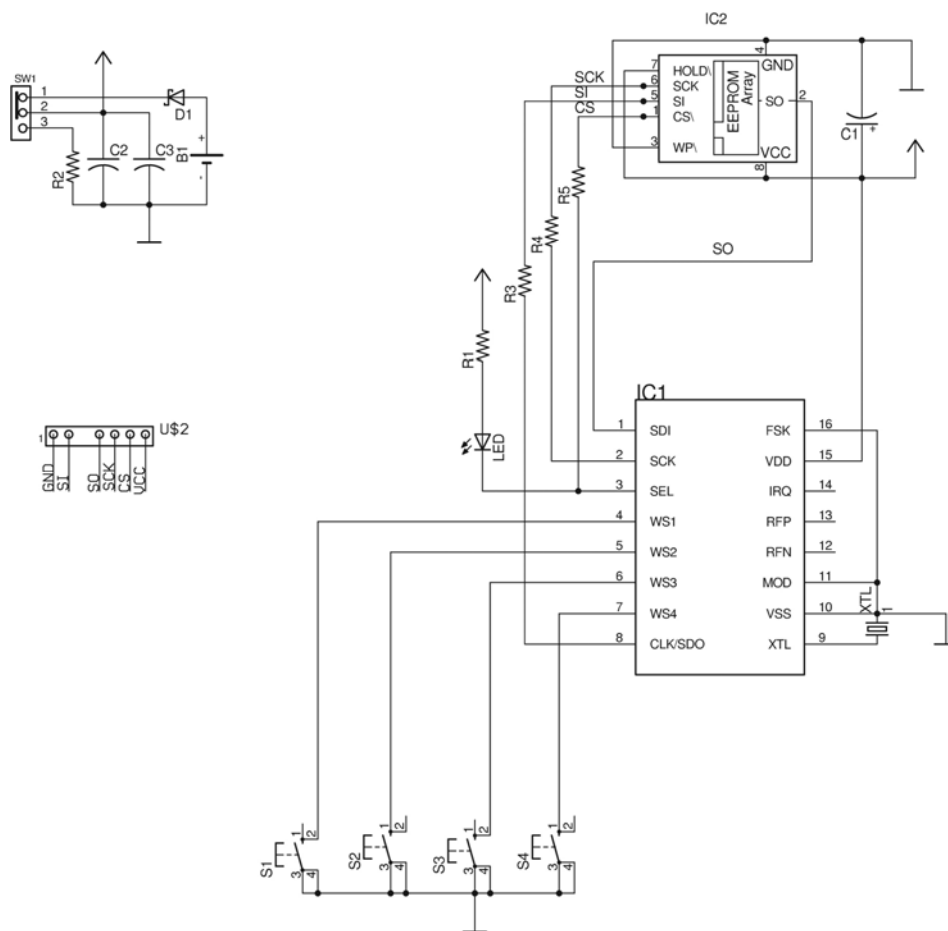 IC2
SW1
1
2
3
D1
R2
C2
C3
B1
+
-
4
GND
7
HOLD\
6
SCK
5
SI
1
CS\
3
WP\
EEPROM
Array
SO
2
VCC
8
SCK
SI
CS
C1
+
R5
R4
R3
SO
R1
LED
U$2
1
GND
SI
SO
SCK
CS
VCC
IC1
1
SDI
FSK
16
2
SCK
VDD
15
3
SEL
IRQ
14
4
WS1
RFP
13
5
WS2
RFN
12
6
WS3
MOD
11
7
WS4
VSS
10
8
CLK/SDO
XTL
9
XTL
1
S1
1
2
3
4
S2
1
2
3
4
S3
1
2
3
4
S4
1
2
3
4